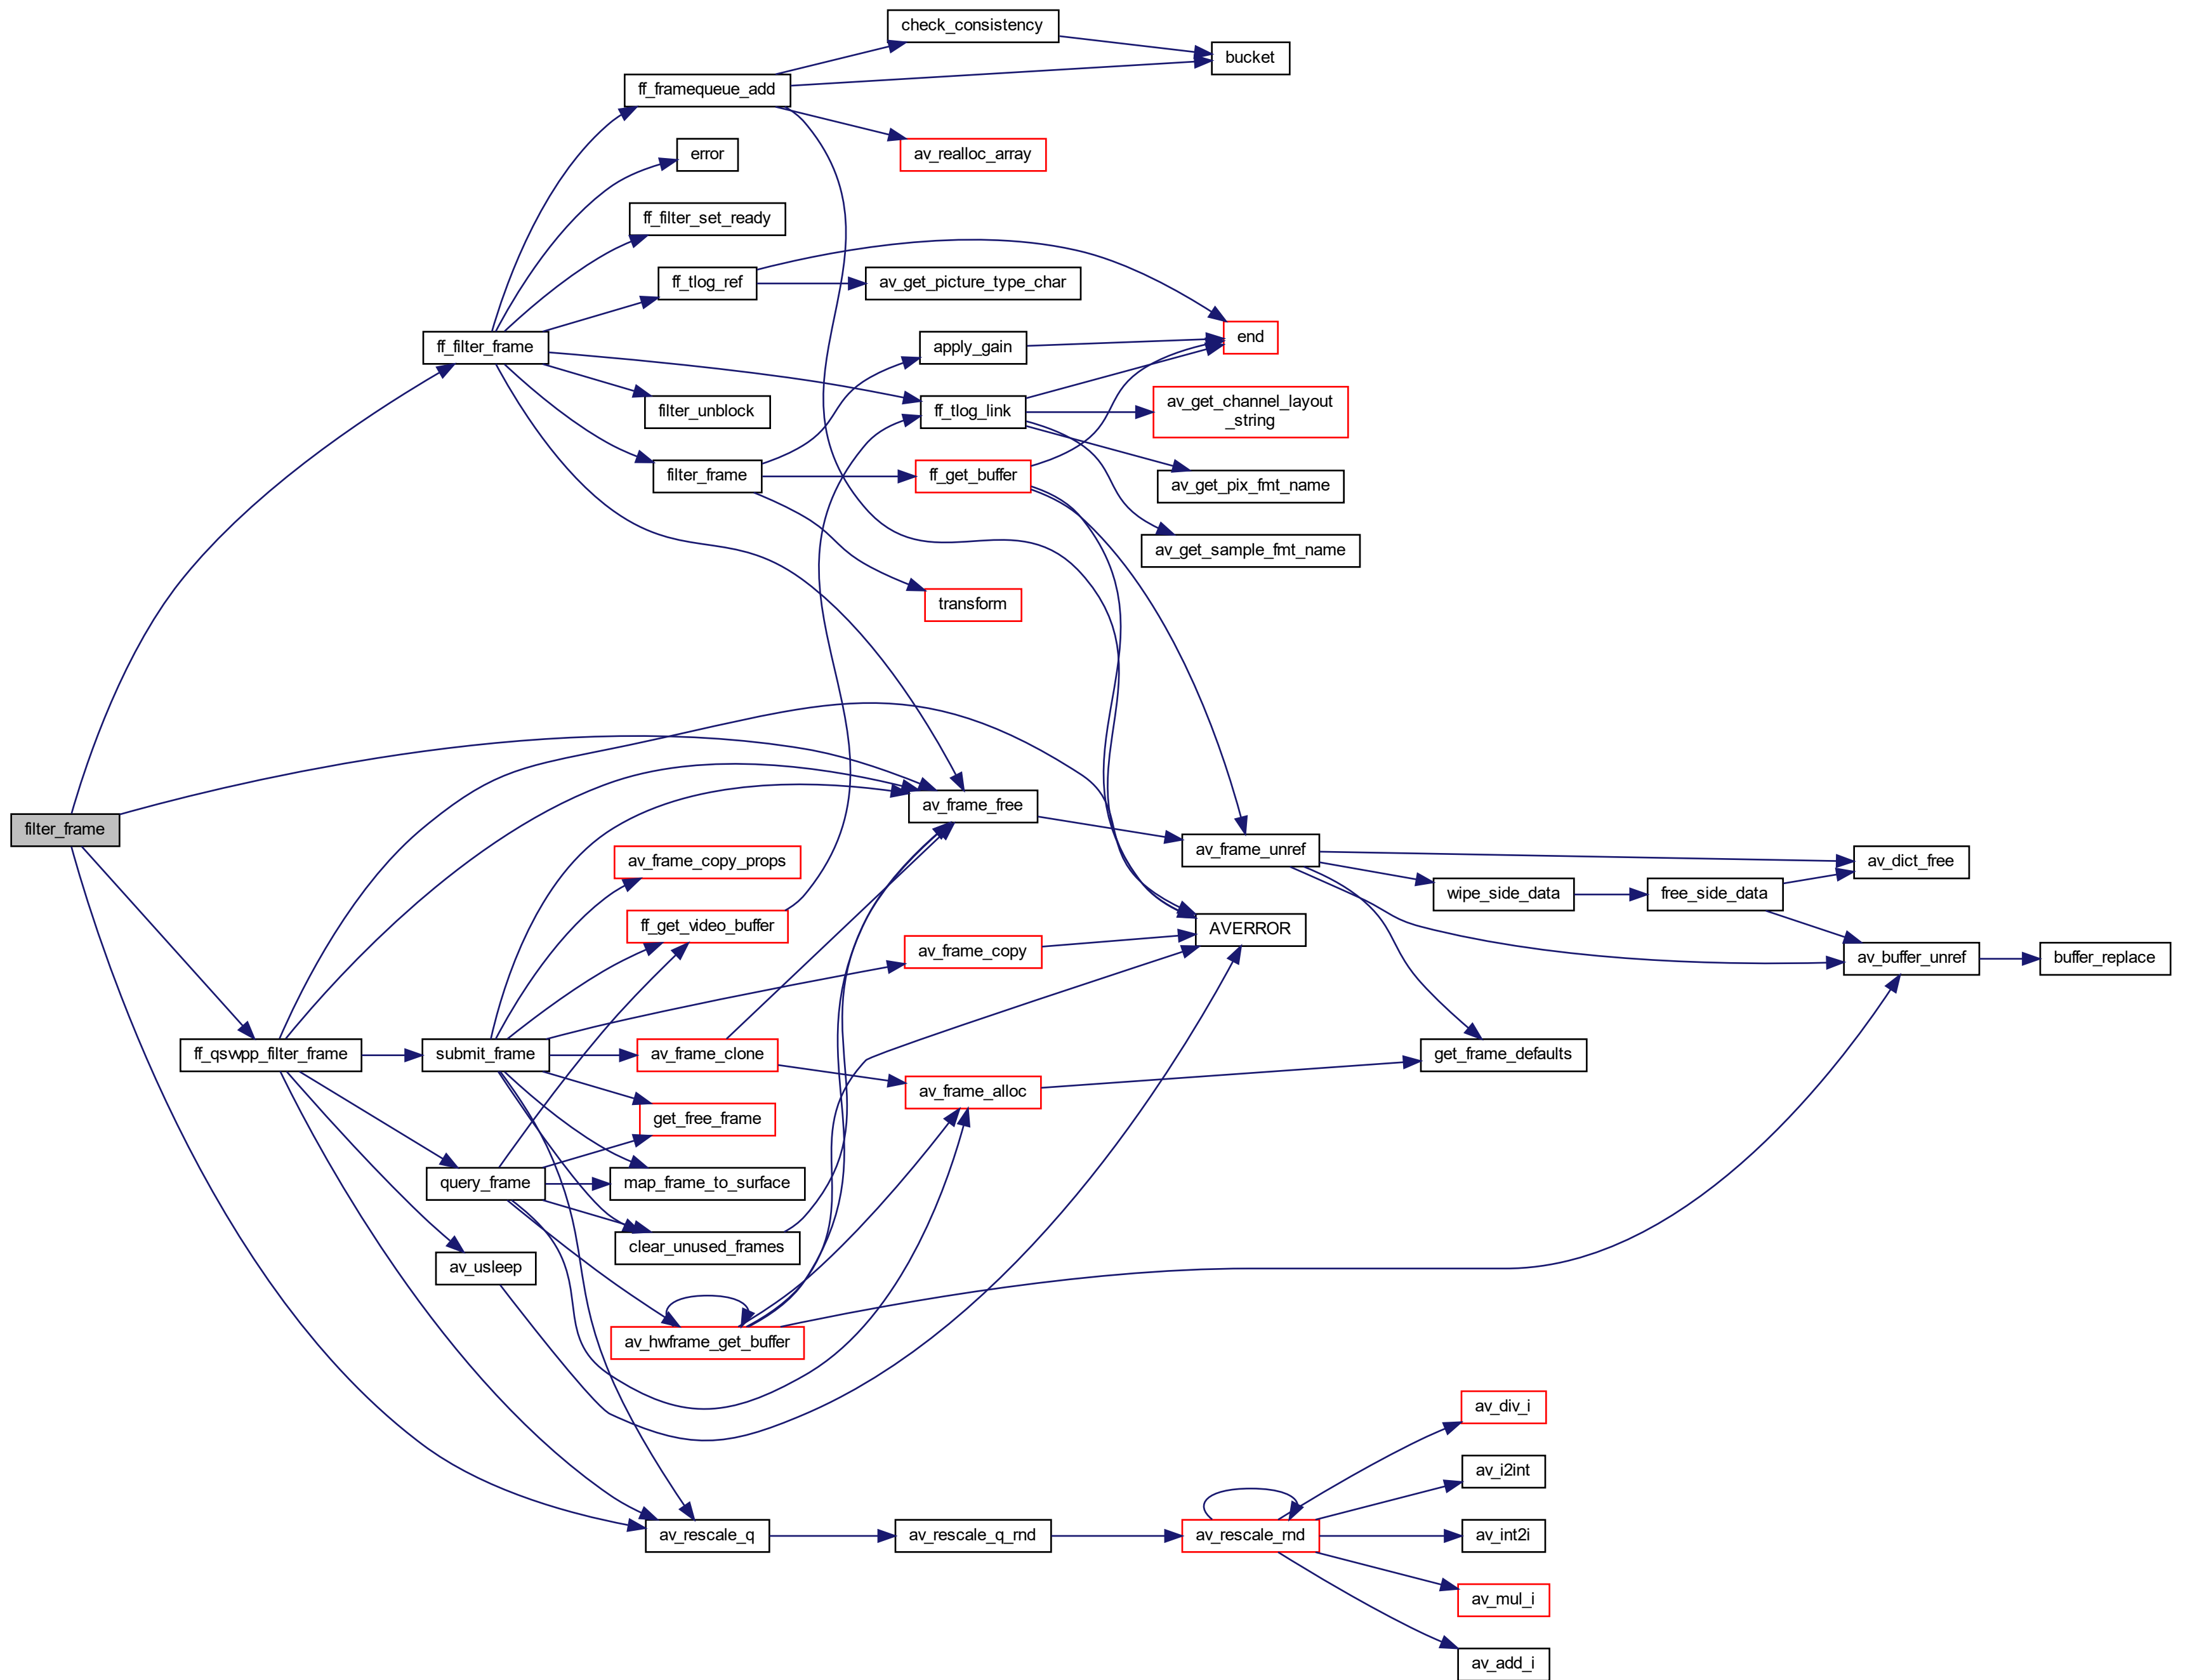 check_consistency
bucket
ff_framequeue_add
error
av_realloc_array
ff_filter_set_ready
ff_tlog_ref
av_get_picture_type_char
end
ff_filter_frame
apply_gain
filter_unblock
ff_tlog_link
av_get_channel_layout
_string
filter_frame
ff_get_buffer
av_get_pix_fmt_name
av_get_sample_fmt_name
transform
filter_frame
av_frame_free
av_frame_copy_props
av_frame_unref
av_dict_free
wipe_side_data
free_side_data
ff_get_video_buffer
AVERROR
av_frame_copy
av_buffer_unref
buffer_replace
ff_qswpp_filter_frame
submit_frame
av_frame_clone
get_frame_defaults
av_frame_alloc
get_free_frame
query_frame
map_frame_to_surface
clear_unused_frames
av_usleep
av_hwframe_get_buffer
av_div_i
av_i2int
av_rescale_q
av_rescale_q_rnd
av_rescale_rnd
av_int2i
av_mul_i
av_add_i